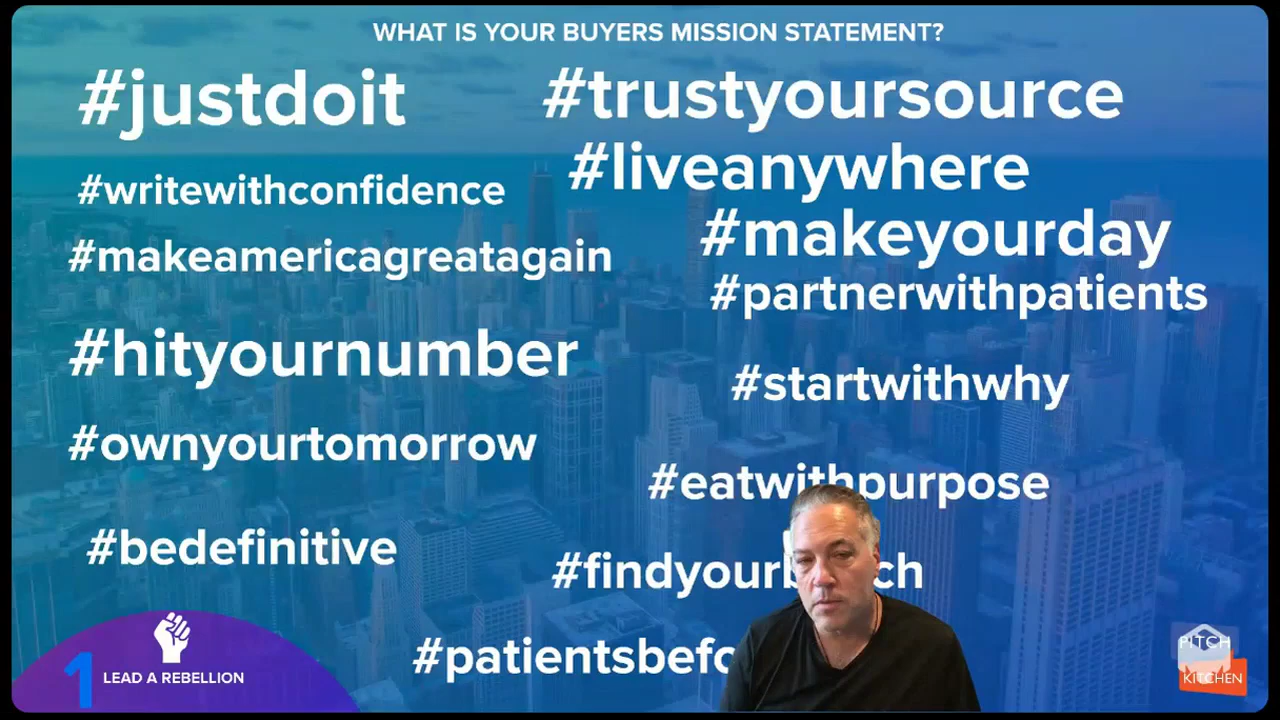 WHAT IS YOUR BUYERS MISSION STATEMENT?
#justdoit
#trustyoursource
#liveanywhere
#writewithconfidence
#makeyourday
#makeamericagreatagain
#partnerwithpatients
#hityournumber
#startwithwhy
#ownyourtomorrow
#eatwithpurpose
#bedefinitive
1
LEAD A REBELLION
PITCH
KITCHEN